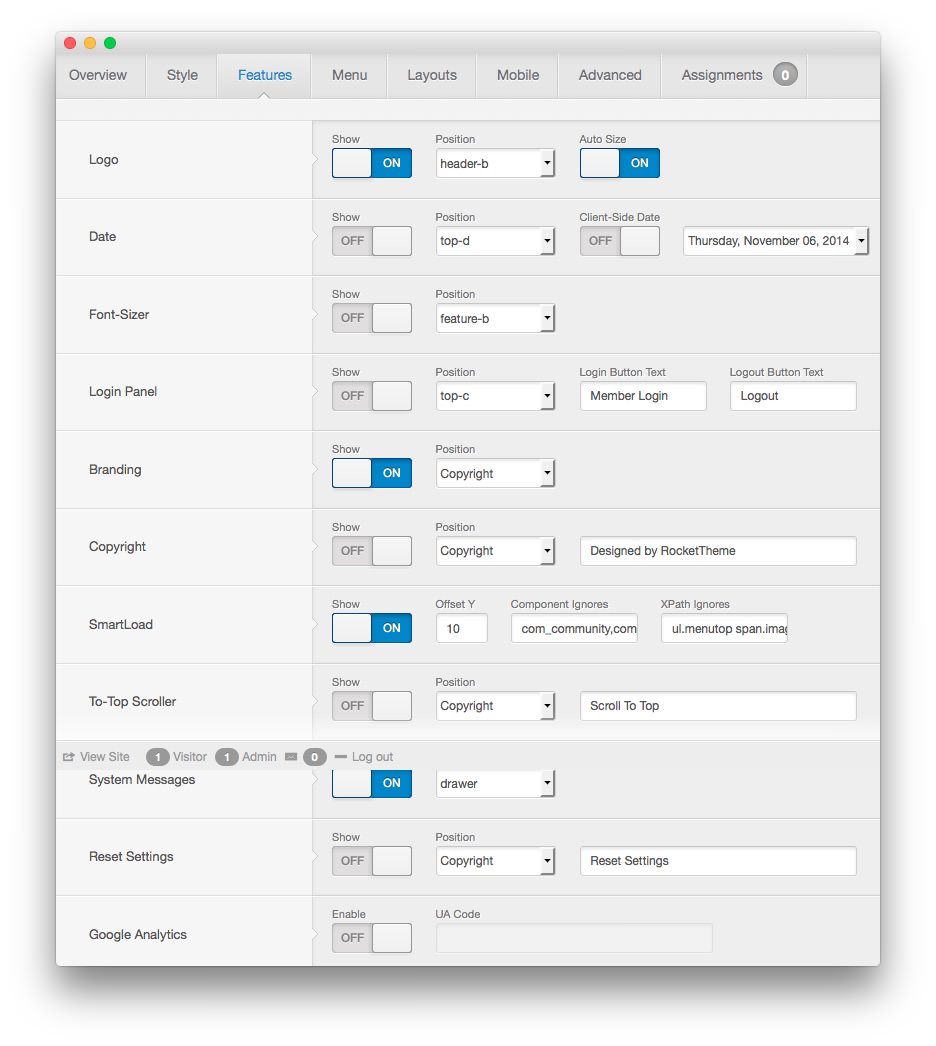 Overview Style Features Menu Layouts Mobile Advanced Assignments 0
Show Position Auto Size
Logo ON header-b ON
Show Position Client-Side Date
Date OFF top-d OFF Thursday, November 06, 2014
Show Position
Font-Sizer OFF feature-b
Show Position Login Button Text Logout Button Text
Login Panel OFF top-c Member Login Logout
Show Position
Branding ON Copyright
Show Position
Copyright OFF Copyright Designed by RocketTheme
Show Offset Y Component Ignores XPath Ignores
SmartLoad ON 10 com_community,com ul.menutop span.imag
Show Position
To-Top Scroller OFF Copyright Scroll To Top
View Site 1 Visitor 1 Admin 0 Log out
System Messages ON drawer
Show Position
Reset Settings OFF Copyright Reset Settings
Enable UA Code
Google Analytics OFF